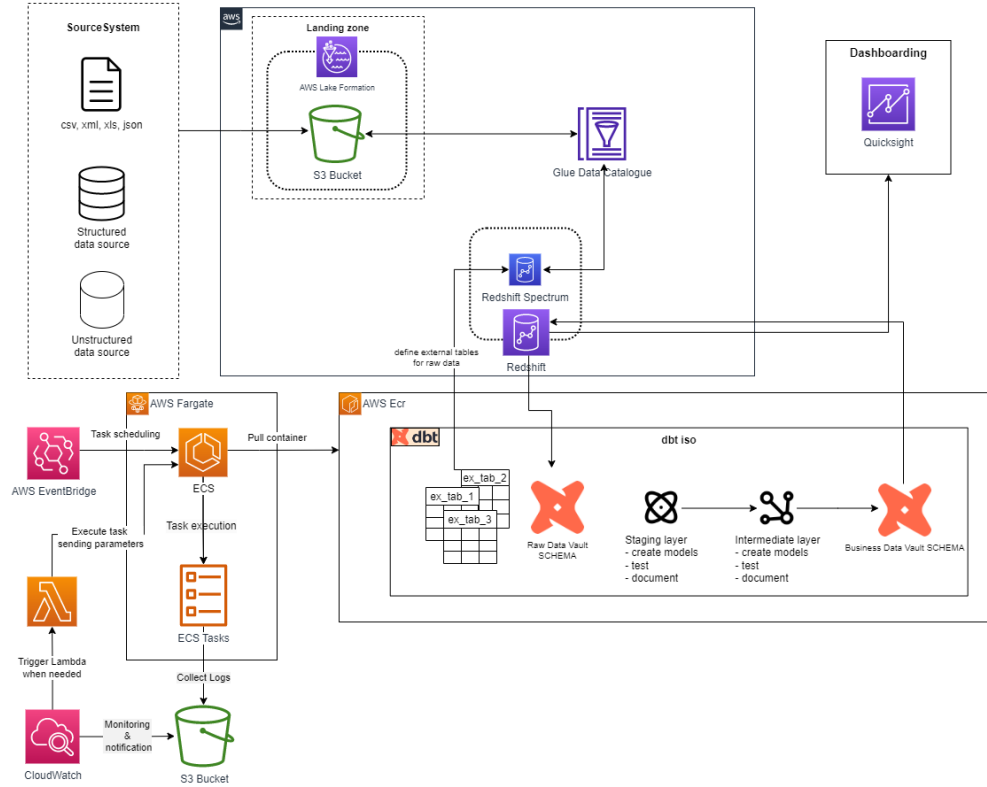 SourceSystem
csv, xml, xls, json
Structured
data source
Unstructured
data source
aws
Landing zone
AWS Lake Formation
S3 Bucket
Glue Data Catalogue
Redshift Spectrum
Redshift
define external tables
for raw data
Dashboarding
Quicksight
AWS Fargate
AWS EventBridge
Task scheduling
ECS
Pull container
Execute task
sending parameters
Task execution
ECS Tasks
Trigger Lambda
when needed
Collect Logs
Monitoring
&
notification
CloudWatch
S3 Bucket
AWS Ecr
dbt
dbt iso
ex_tab_2
ex_tab_1
ex_tab_3
Raw Data Vault
SCHEMA
Staging layer
- create models
- test
- document
Intermediate layer
- create models
- test
- document
Business Data Vault SCHEMA